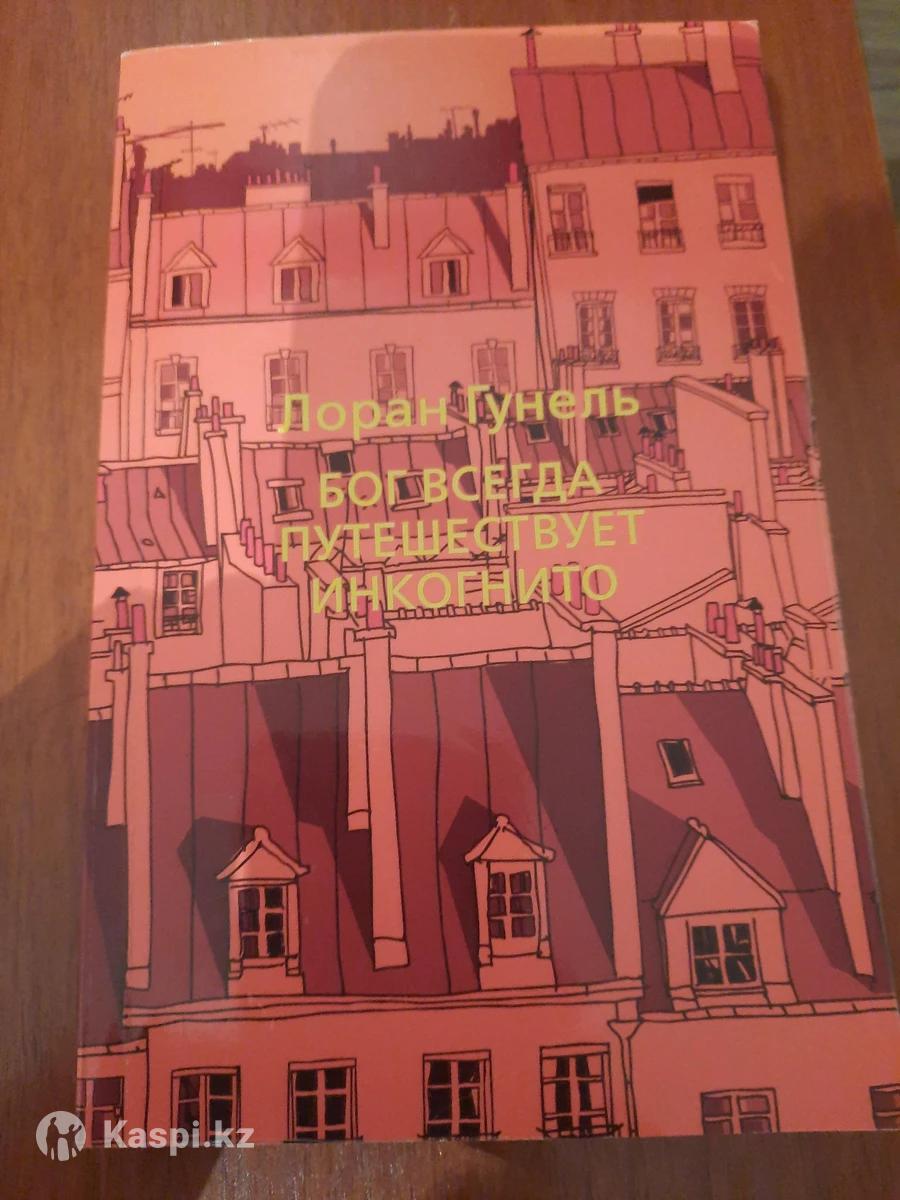 Лоран Гунель
БОГ ВСЕГДА
ПУТЕШЕСТВУЕТ
ИНКОГНИТО
Kaspi.kz